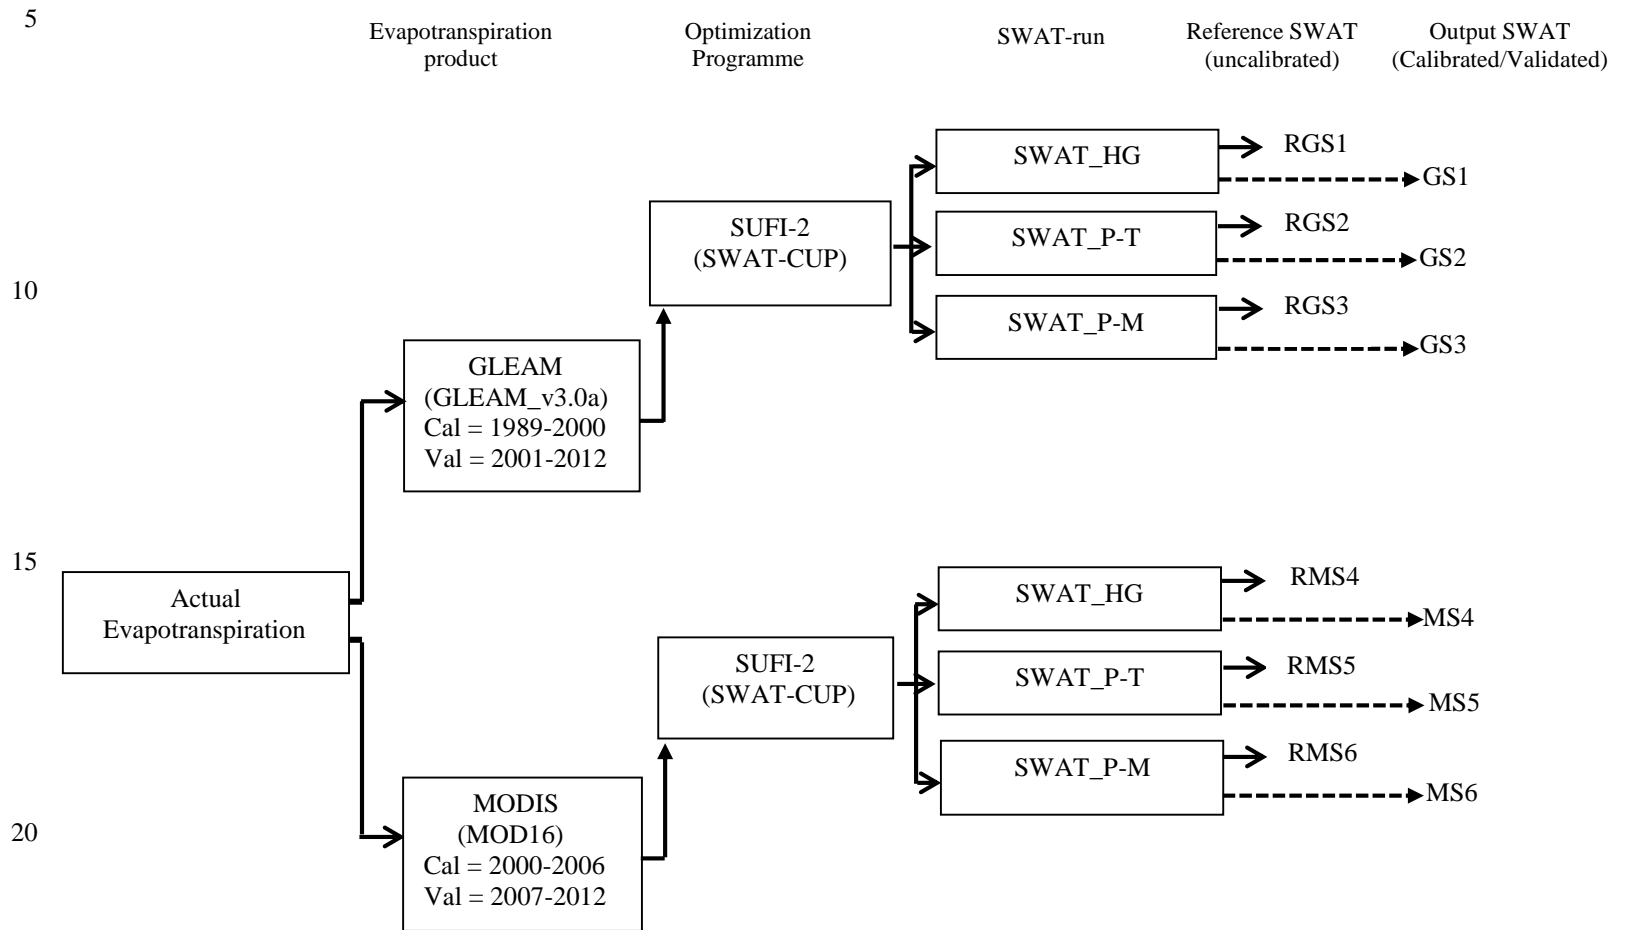 5
Evapotranspiration
product
Optimization
Programme
SWAT-run
Reference SWAT
(uncalibrated)
Output SWAT
(Calibrated/Validated)
SWAT_HG
RGS1
GS1
SUFI-2
(SWAT-CUP)
SWAT_P-T
RGS2
GS2
10
SWAT_P-M
RGS3
GS3
GLEAM
(GLEAM_v3.0a)
Cal = 1989-2000
Val = 2001-2012
15
Actual
Evapotranspiration
SWAT_HG
RMS4
MS4
SUFI-2
(SWAT-CUP)
SWAT_P-T
RMS5
MS5
SWAT_P-M
RMS6
MS6
20
MODIS
(MOD16)
Cal = 2000-2006
Val = 2007-2012